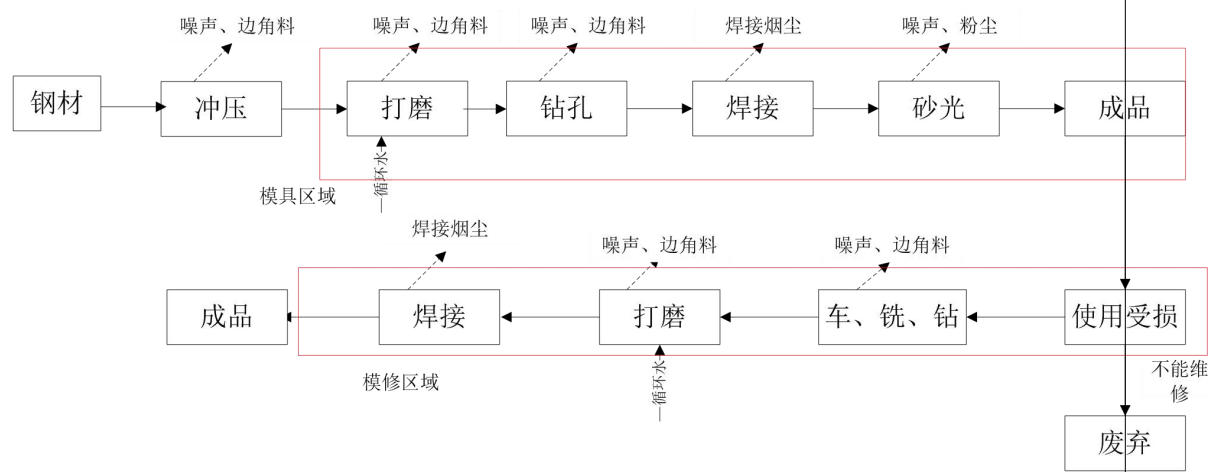 噪声、边角料
噪声、边角料
噪声、边角料
焊接烟尘
噪声、粉尘
钢材
冲压
打磨
钻孔
焊接
砂光
成品
循环水
模具区域
焊接烟尘
噪声、边角料
噪声、边角料
成品
焊接
打磨
车、铣、钻
使用受损
循环水
模修区域
不能维
修
废弃